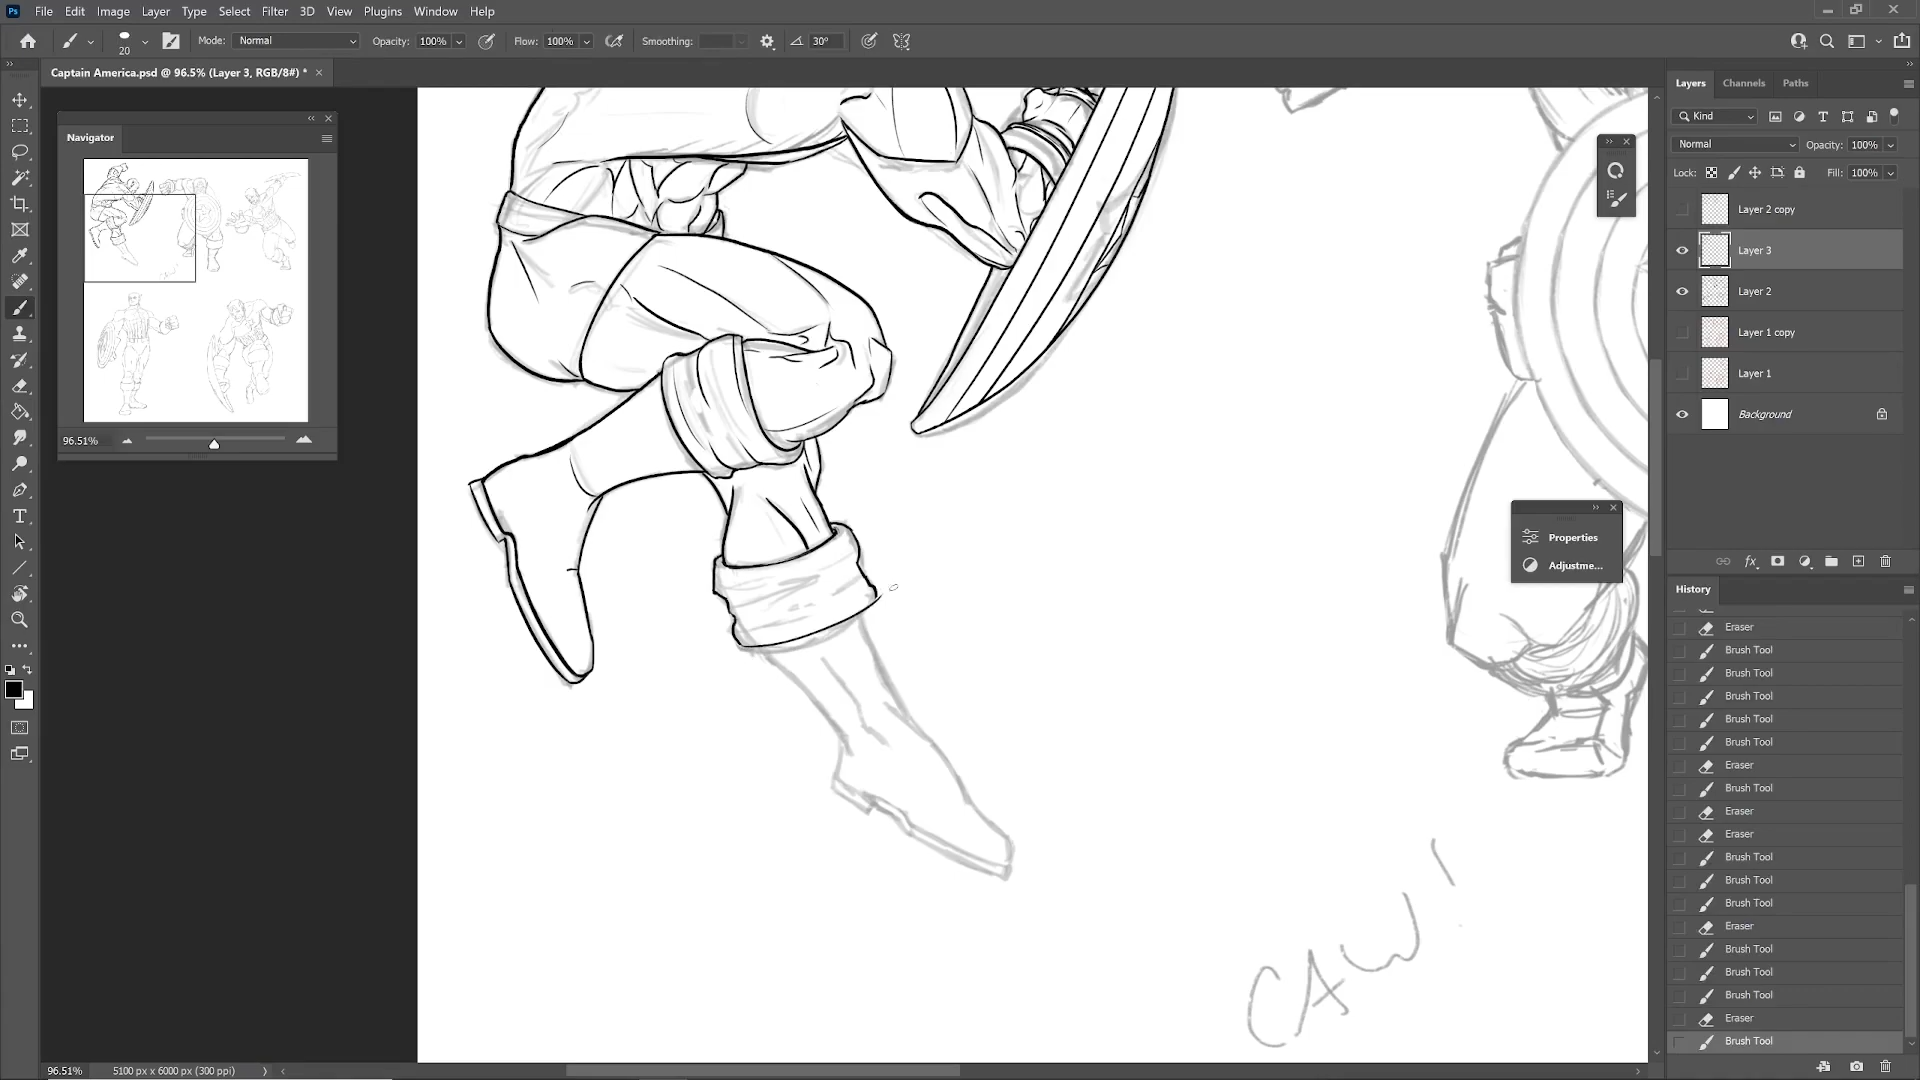 Ps File Edit Image Layer Type Select Filter 3D View Plugins Window Help
20 Mode: Normal Opacity: 100% Flow: 100% Smoothing: 30°
Captain America.psd @ 96.5% (Layer 3, RGB/8#) *
Navigator
96.51%
CAW!
Properties
Adjustme...
Layers Channels Paths
Kind
Normal Opacity: 100%
Lock: Fill: 100%
Layer 2 copy
Layer 3
Layer 2
Layer 1 copy
Layer 1
Background
fx
History
Eraser
Brush Tool
Brush Tool
Brush Tool
Brush Tool
Brush Tool
Eraser
Brush Tool
Eraser
Eraser
Brush Tool
Brush Tool
Brush Tool
Eraser
Brush Tool
Brush Tool
Brush Tool
Eraser
Brush Tool
96.51% 5100 px x 6000 px (300 ppi)